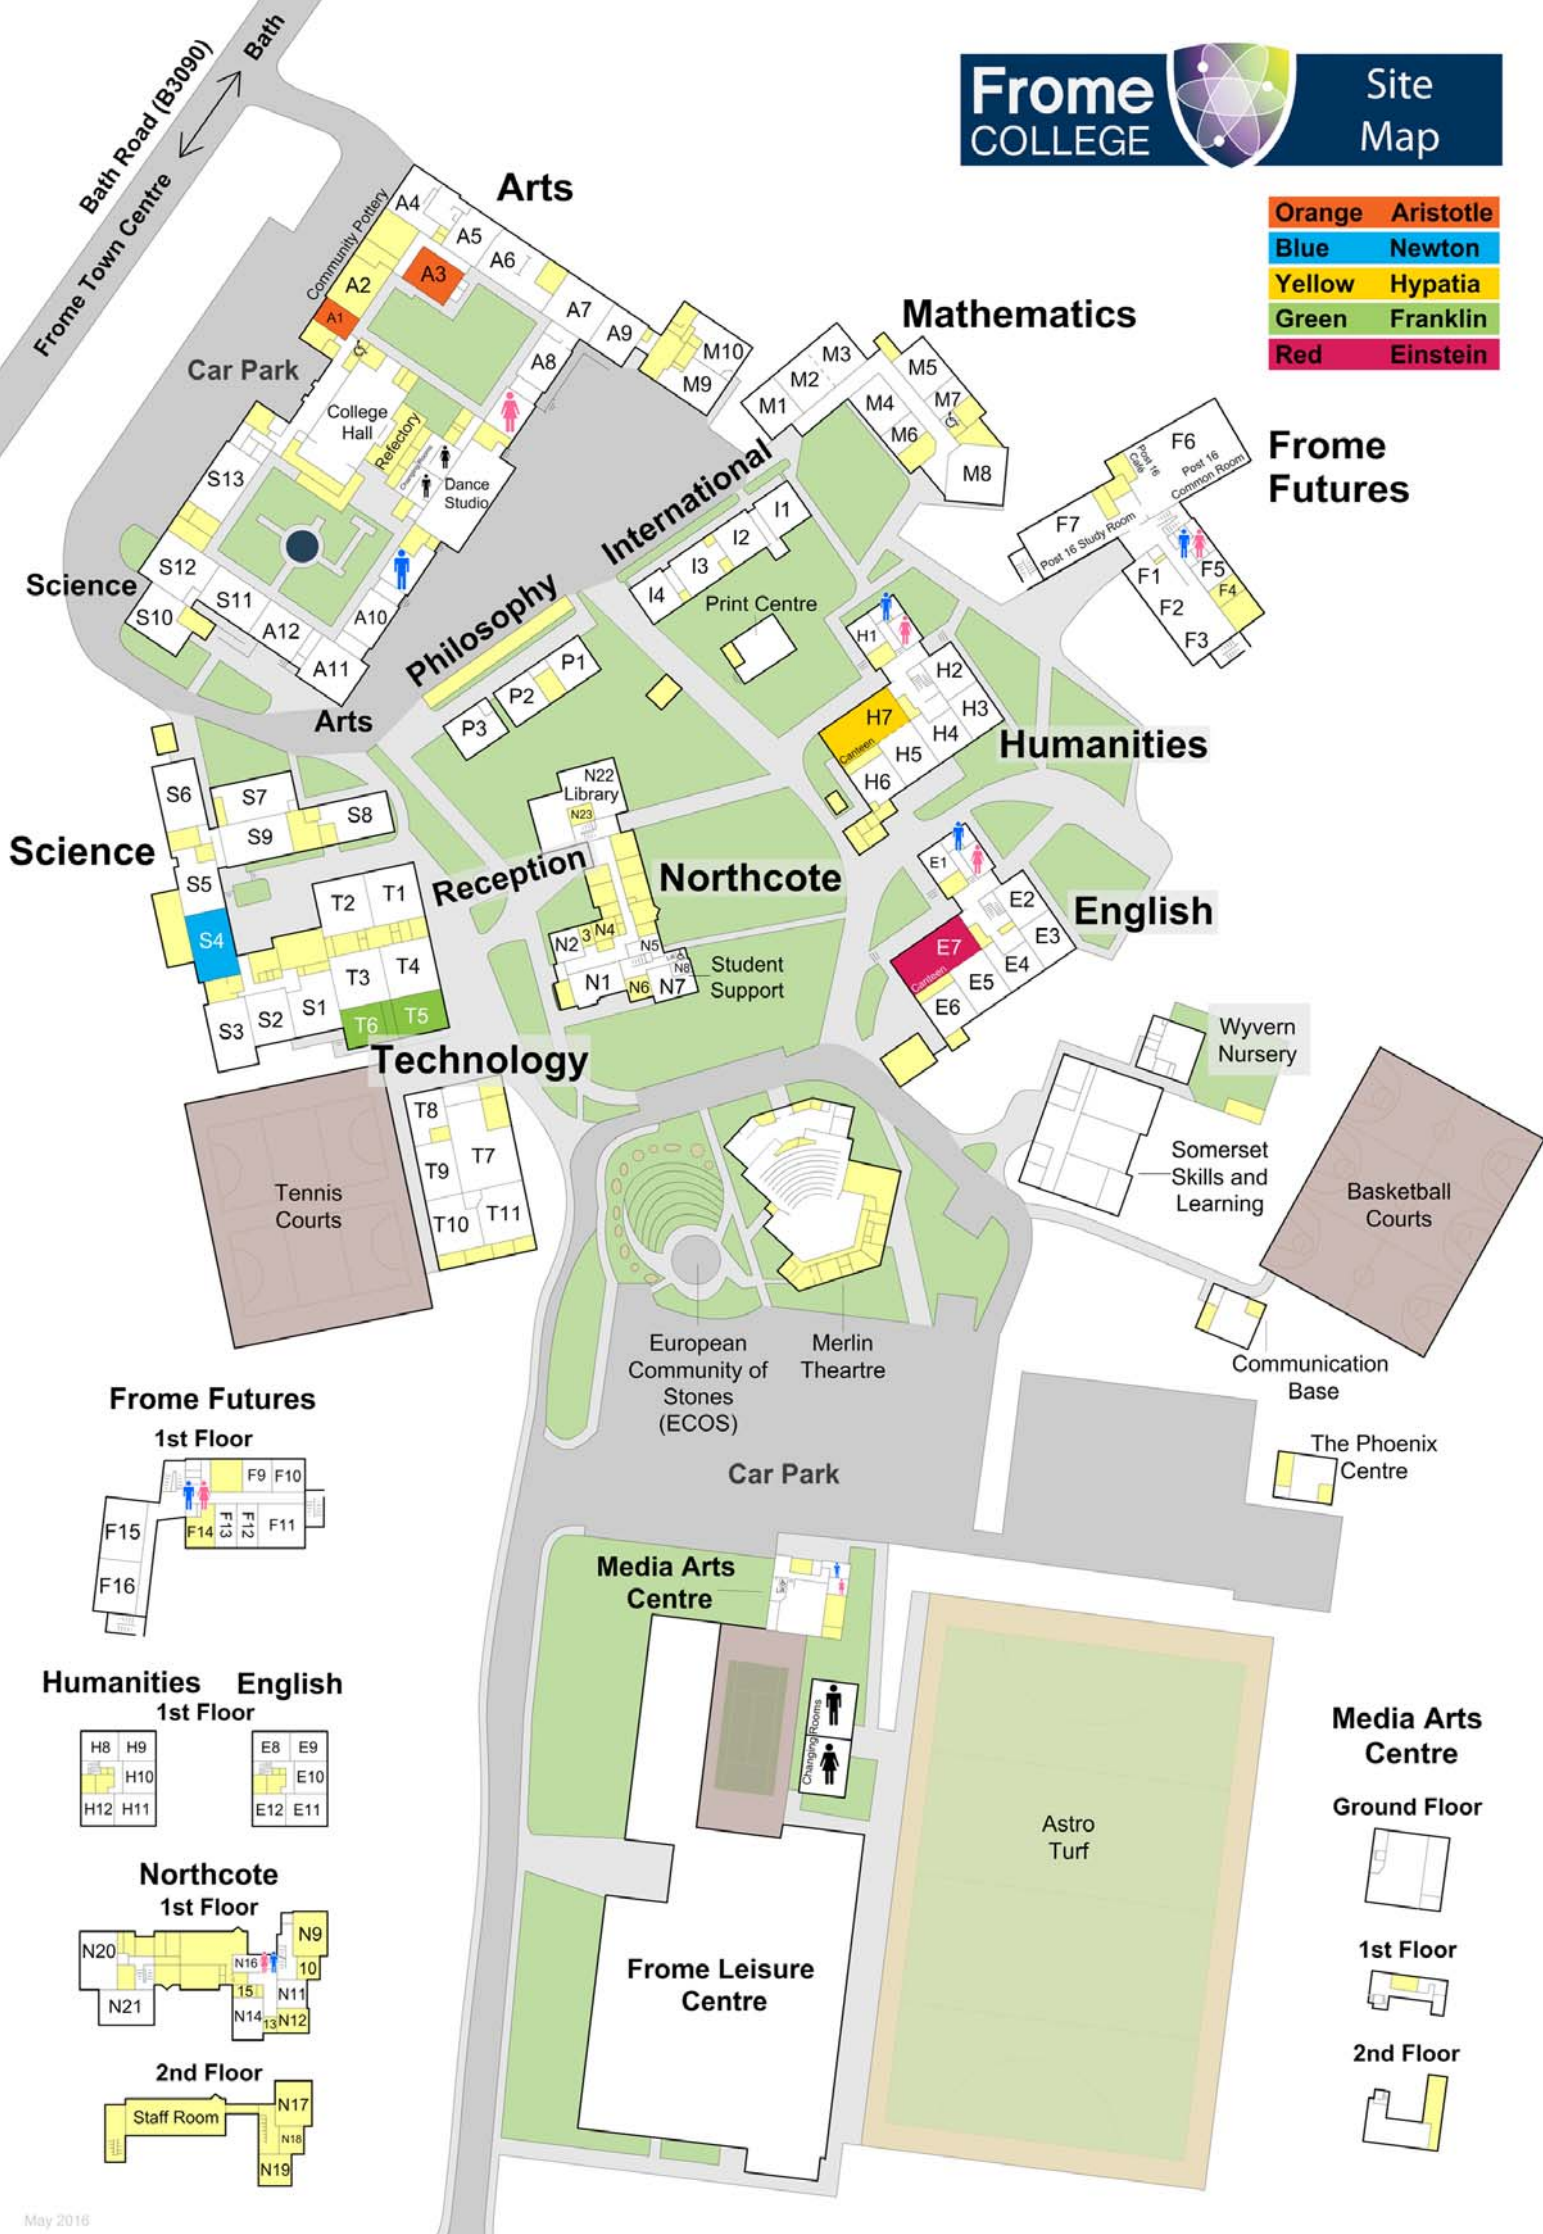 Bath
Bath Road (B3090)
Frome Town Centre
Frome
COLLEGE
Site
Map
Orange Aristotle
Blue Newton
Yellow Hypatia
Green Franklin
Red Einstein
Arts
A4
Community Pottery
A5
A6
A3
A2
A1
A7
A9
A8
M10
M9
Car Park
College
Hall
Refectory
Changing Rooms
Dance
Studio
S13
S12
S11
S10
A12
A11
A10
Science
Arts
Mathematics
M3
M2
M1
M5
M4
M7
M6
M8
Frome
Futures
F6
Post 16
Café
Post 16
Common Room
F7
Post 16 Study Room
F1
F2
F3
F5
F4
International
I1
I2
I3
I4
Print Centre
Philosophy
P1
P2
P3
H1
H2
H3
H4
H5
H6
H7
Canteen
Humanities
S6
S7
S8
S9
S5
S4
Science
S3
S2
S1
T2
T1
T3
T4
T6
T5
Technology
Reception
N22
Library
N23
Northcote
N2
3
N4
N5
N8
N1
N6
N7
Student
Support
E1
E2
E3
E4
E5
E6
E7
Canteen
English
Wyvern
Nursery
Somerset
Skills and
Learning
Basketball
Courts
Tennis
Courts
T8
T9
T7
T10
T11
European
Community of
Stones
(ECOS)
Merlin
Theartre
Communication
Base
The Phoenix
Centre
Car Park
Frome Futures
1st Floor
F9
F10
F15
F14
F13
F12
F11
F16
Media Arts
Centre
Changing Rooms
Astro
Turf
Frome Leisure
Centre
Humanities English
1st Floor
H8 H9
H10
H12 H11
E8 E9
E10
E12 E11
Northcote
1st Floor
N20
N9
N16
10
15
N11
N21
N14
13
N12
2nd Floor
Staff Room
N17
N18
N19
Media Arts
Centre
Ground Floor
1st Floor
2nd Floor
May 2016